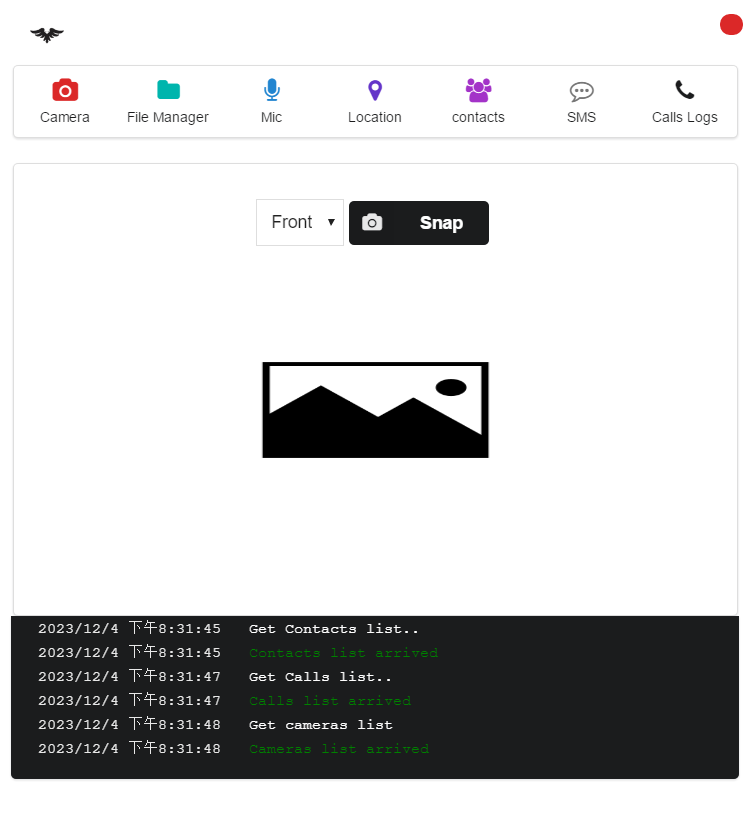 Camera File Manager Mic Location contacts SMS Calls Logs
Front Snap
2023/12/4 下午8:31:45 Get Contacts list..
2023/12/4 下午8:31:45 Contacts list arrived
2023/12/4 下午8:31:47 Get Calls list..
2023/12/4 下午8:31:47 Calls list arrived
2023/12/4 下午8:31:48 Get cameras list
2023/12/4 下午8:31:48 Cameras list arrived